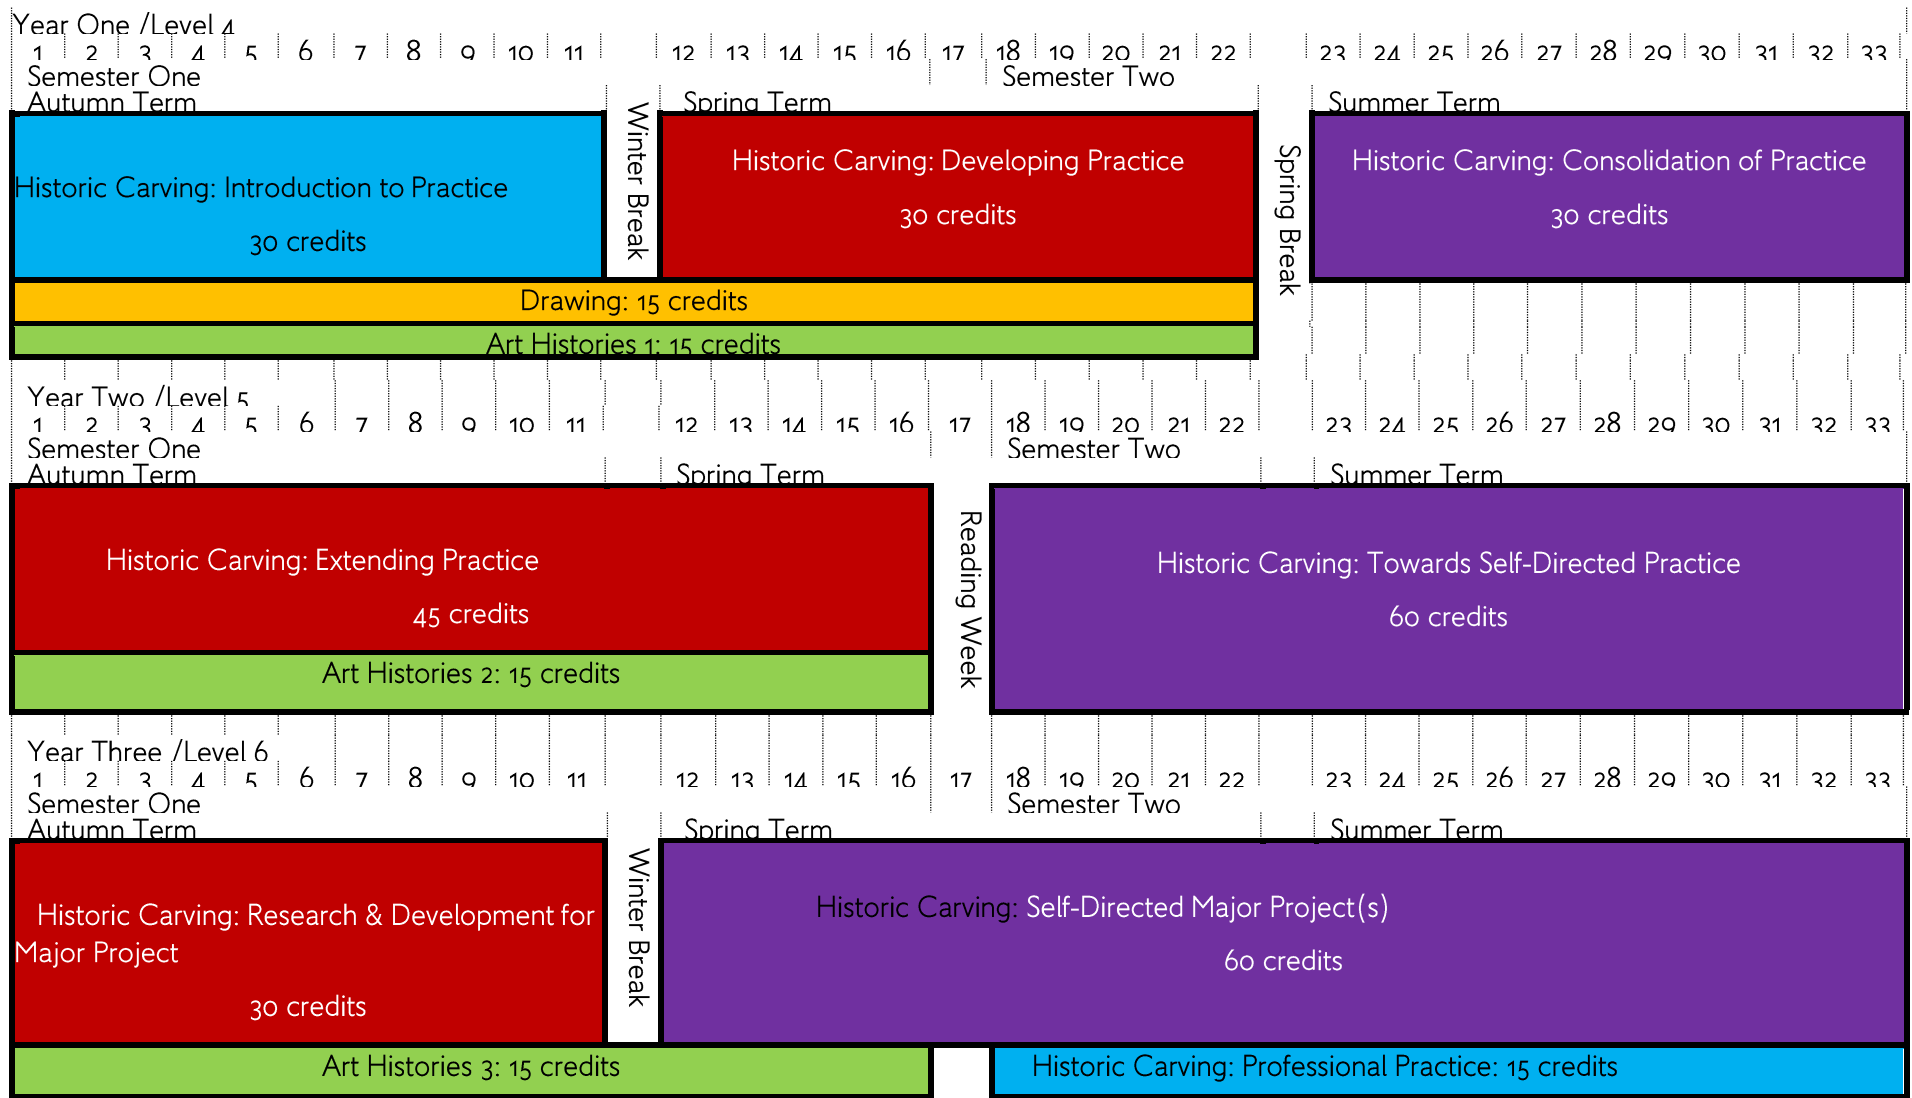 Year One /Level 4
1 2 3 4 5 6 7 8 9 10 11 12 13 14 15 16 17 18 19 20 21 22 23 24 25 26 27 28 29 30 31 32 33
Semester One Semester Two
Autumn Term Spring Term Summer Term
Historic Carving: Introduction to Practice
30 credits
Winter Break
Historic Carving: Developing Practice
30 credits
Spring Break
Historic Carving: Consolidation of Practice
30 credits
Drawing: 15 credits
Art Histories 1: 15 credits
Year Two /Level 5
1 2 3 4 5 6 7 8 9 10 11 12 13 14 15 16 17 18 19 20 21 22 23 24 25 26 27 28 29 30 31 32 33
Semester One Semester Two
Autumn Term Spring Term Summer Term
Historic Carving: Extending Practice
45 credits
Reading Week
Historic Carving: Towards Self-Directed Practice
60 credits
Art Histories 2: 15 credits
Year Three /Level 6
1 2 3 4 5 6 7 8 9 10 11 12 13 14 15 16 17 18 19 20 21 22 23 24 25 26 27 28 29 30 31 32 33
Semester One Semester Two
Autumn Term Spring Term Summer Term
Historic Carving: Research & Development for
Major Project
30 credits
Winter Break
Historic Carving: Self-Directed Major Project(s)
60 credits
Art Histories 3: 15 credits
Historic Carving: Professional Practice: 15 credits